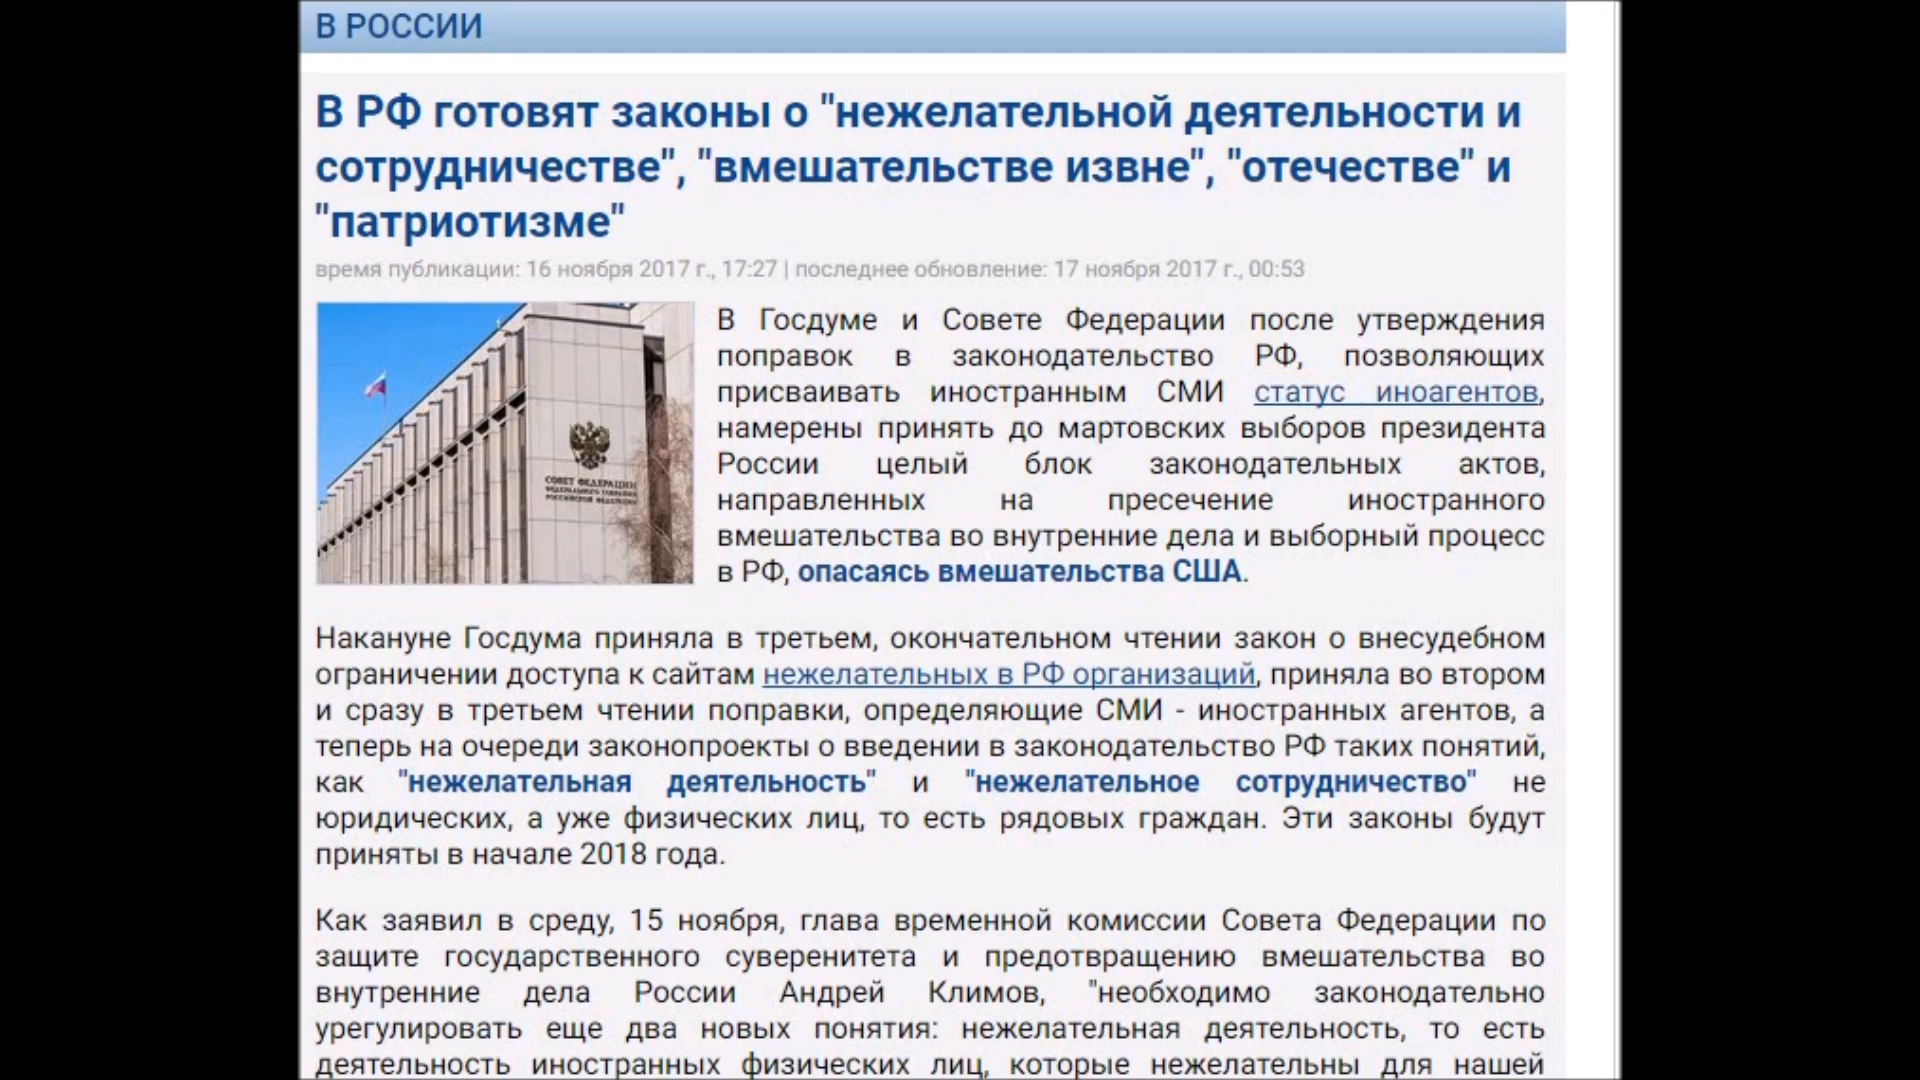 В РОССИИ
В РФ готовят законы о "нежелательной деятельности и
сотрудничестве", "вмешательстве извне", "отечестве" и
"патриотизме"
время публикации: 16 ноября 2017 г., 17:27 | последнее обновление: 17 ноября 2017 г., 00:53
СОВЕТ ФЕДЕРАЦИИ
ФЕДЕРАЛЬНОГО СОБРАНИЯ
РОССИЙСКОЙ ФЕДЕРАЦИИ
В Госдуме и Совете Федерации после утверждения
поправок в законодательство РФ, позволяющих
присваивать иностранным СМИ статус иноагентов,
намерены принять до мартовских выборов президента
России целый блок законодательных актов,
направленных на пресечение иностранного
вмешательства во внутренние дела и выборный процесс
в РФ, опасаясь вмешательства США.
Накануне Госдума приняла в третьем, окончательном чтении закон о внесудебном
ограничении доступа к сайтам нежелательных в РФ организаций, приняла во втором
и сразу в третьем чтении поправки, определяющие СМИ - иностранных агентов, а
теперь на очереди законопроекты о введении в законодательство РФ таких понятий,
как "нежелательная деятельность" и "нежелательное сотрудничество" не
юридических, а уже физических лиц, то есть рядовых граждан. Эти законы будут
приняты в начале 2018 года.
Как заявил в среду, 15 ноября, глава временной комиссии Совета Федерации по
защите государственного суверенитета и предотвращению вмешательства во
внутренние дела России Андрей Климов, "необходимо законодательно
урегулировать еще два новых понятия: нежелательная деятельность, то есть
деятельность иностранных физических лиц, которые нежелательны для нашей